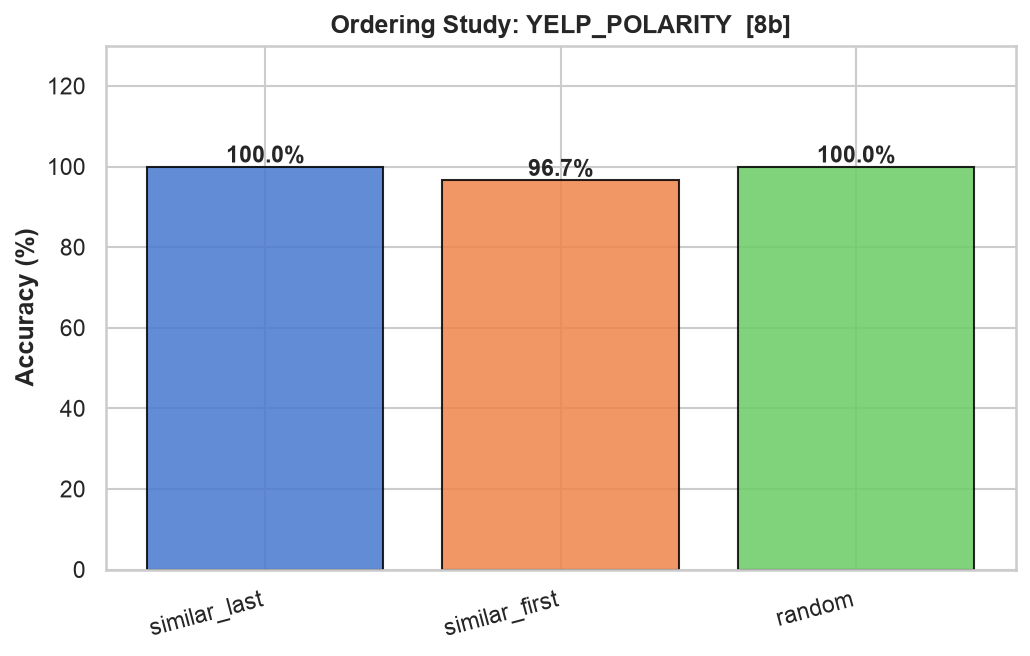 Ordering Study: YELP_POLARITY [8b]
Accuracy (%)
120
100
80
60
40
20
0
100.0%
96.7%
100.0%
similar_last
similar_first
random